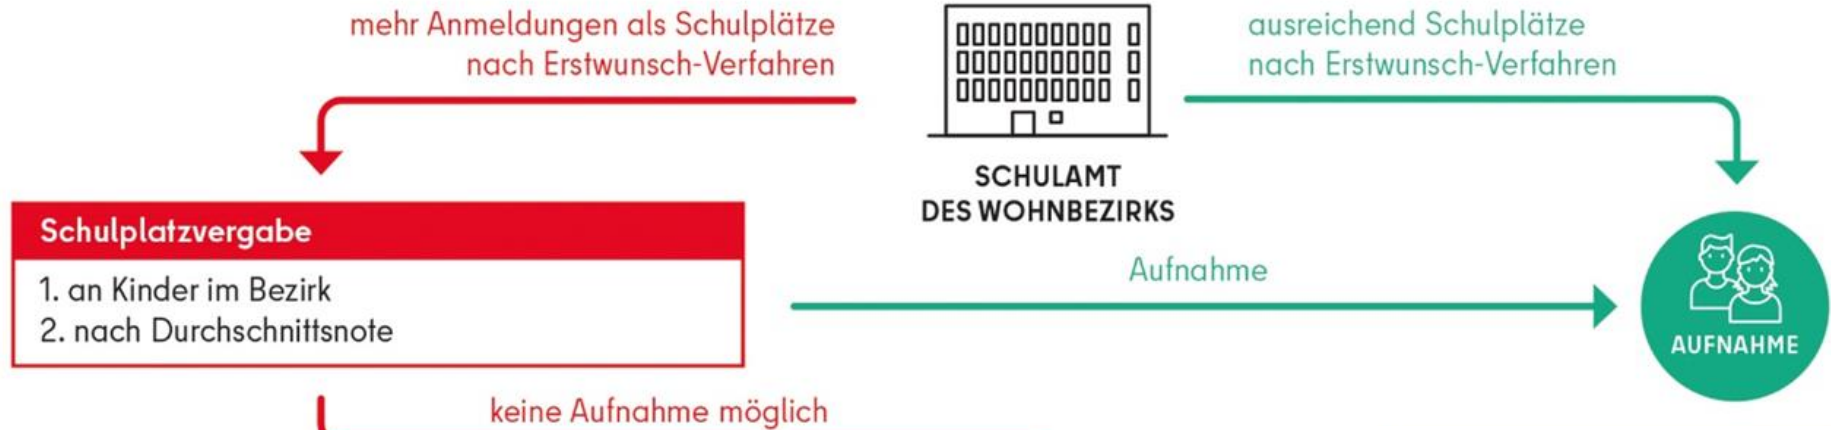 mehr Anmeldungen als Schulplätze
nach Erstwunsch-Verfahren
ausreichend Schulplätze
nach Erstwunsch-Verfahren
SCHULAMT
DES WOHNBEZIRKS
Schulplatzvergabe
1. an Kinder im Bezirk
2. nach Durchschnittsnote
Aufnahme
AUFNAHME
keine Aufnahme möglich